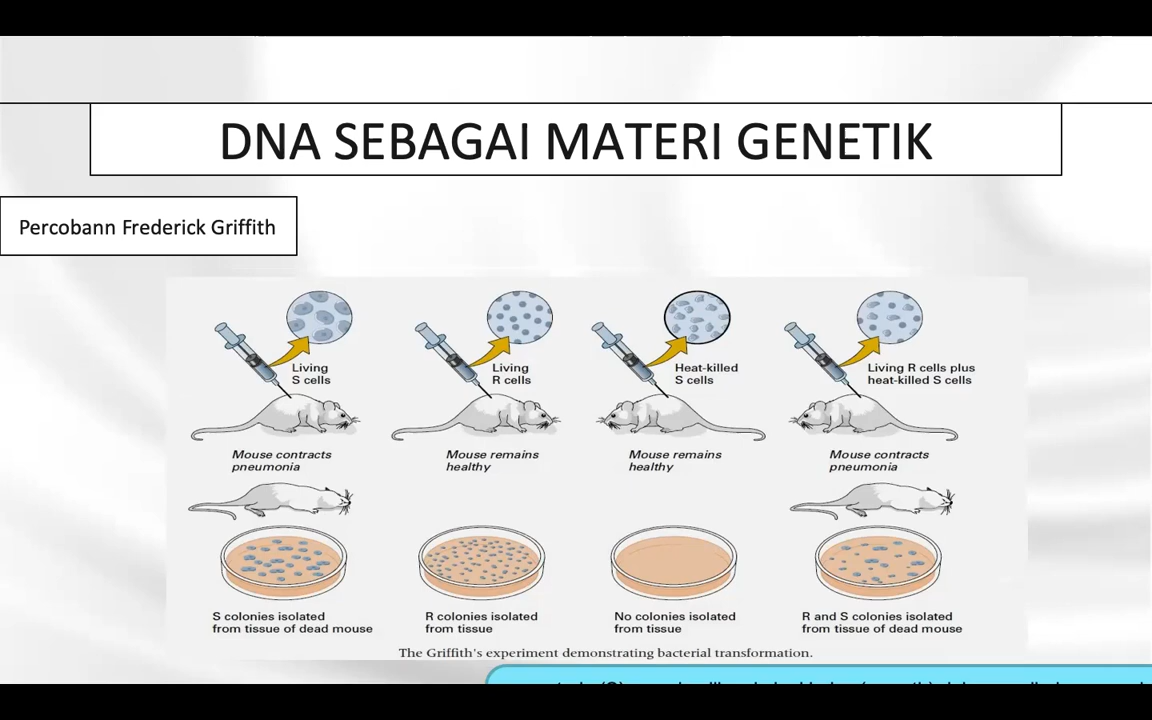 DNA SEBAGAI MATERI GENETIK
Percobann Frederick Griffith
Living
S cells
Living
R cells
Heat-killed
S cells
Living R cells plus
heat-killed S cells
Mouse contracts
pneumonia
Mouse remains
healthy
Mouse remains
healthy
Mouse contracts
pneumonia
S colonies isolated
from tissue of dead mouse
R colonies isolated
from tissue
No colonies isolated
from tissue
R and S colonies isolated
from tissue of dead mouse
The Griffith's experiment demonstrating bacterial transformation.